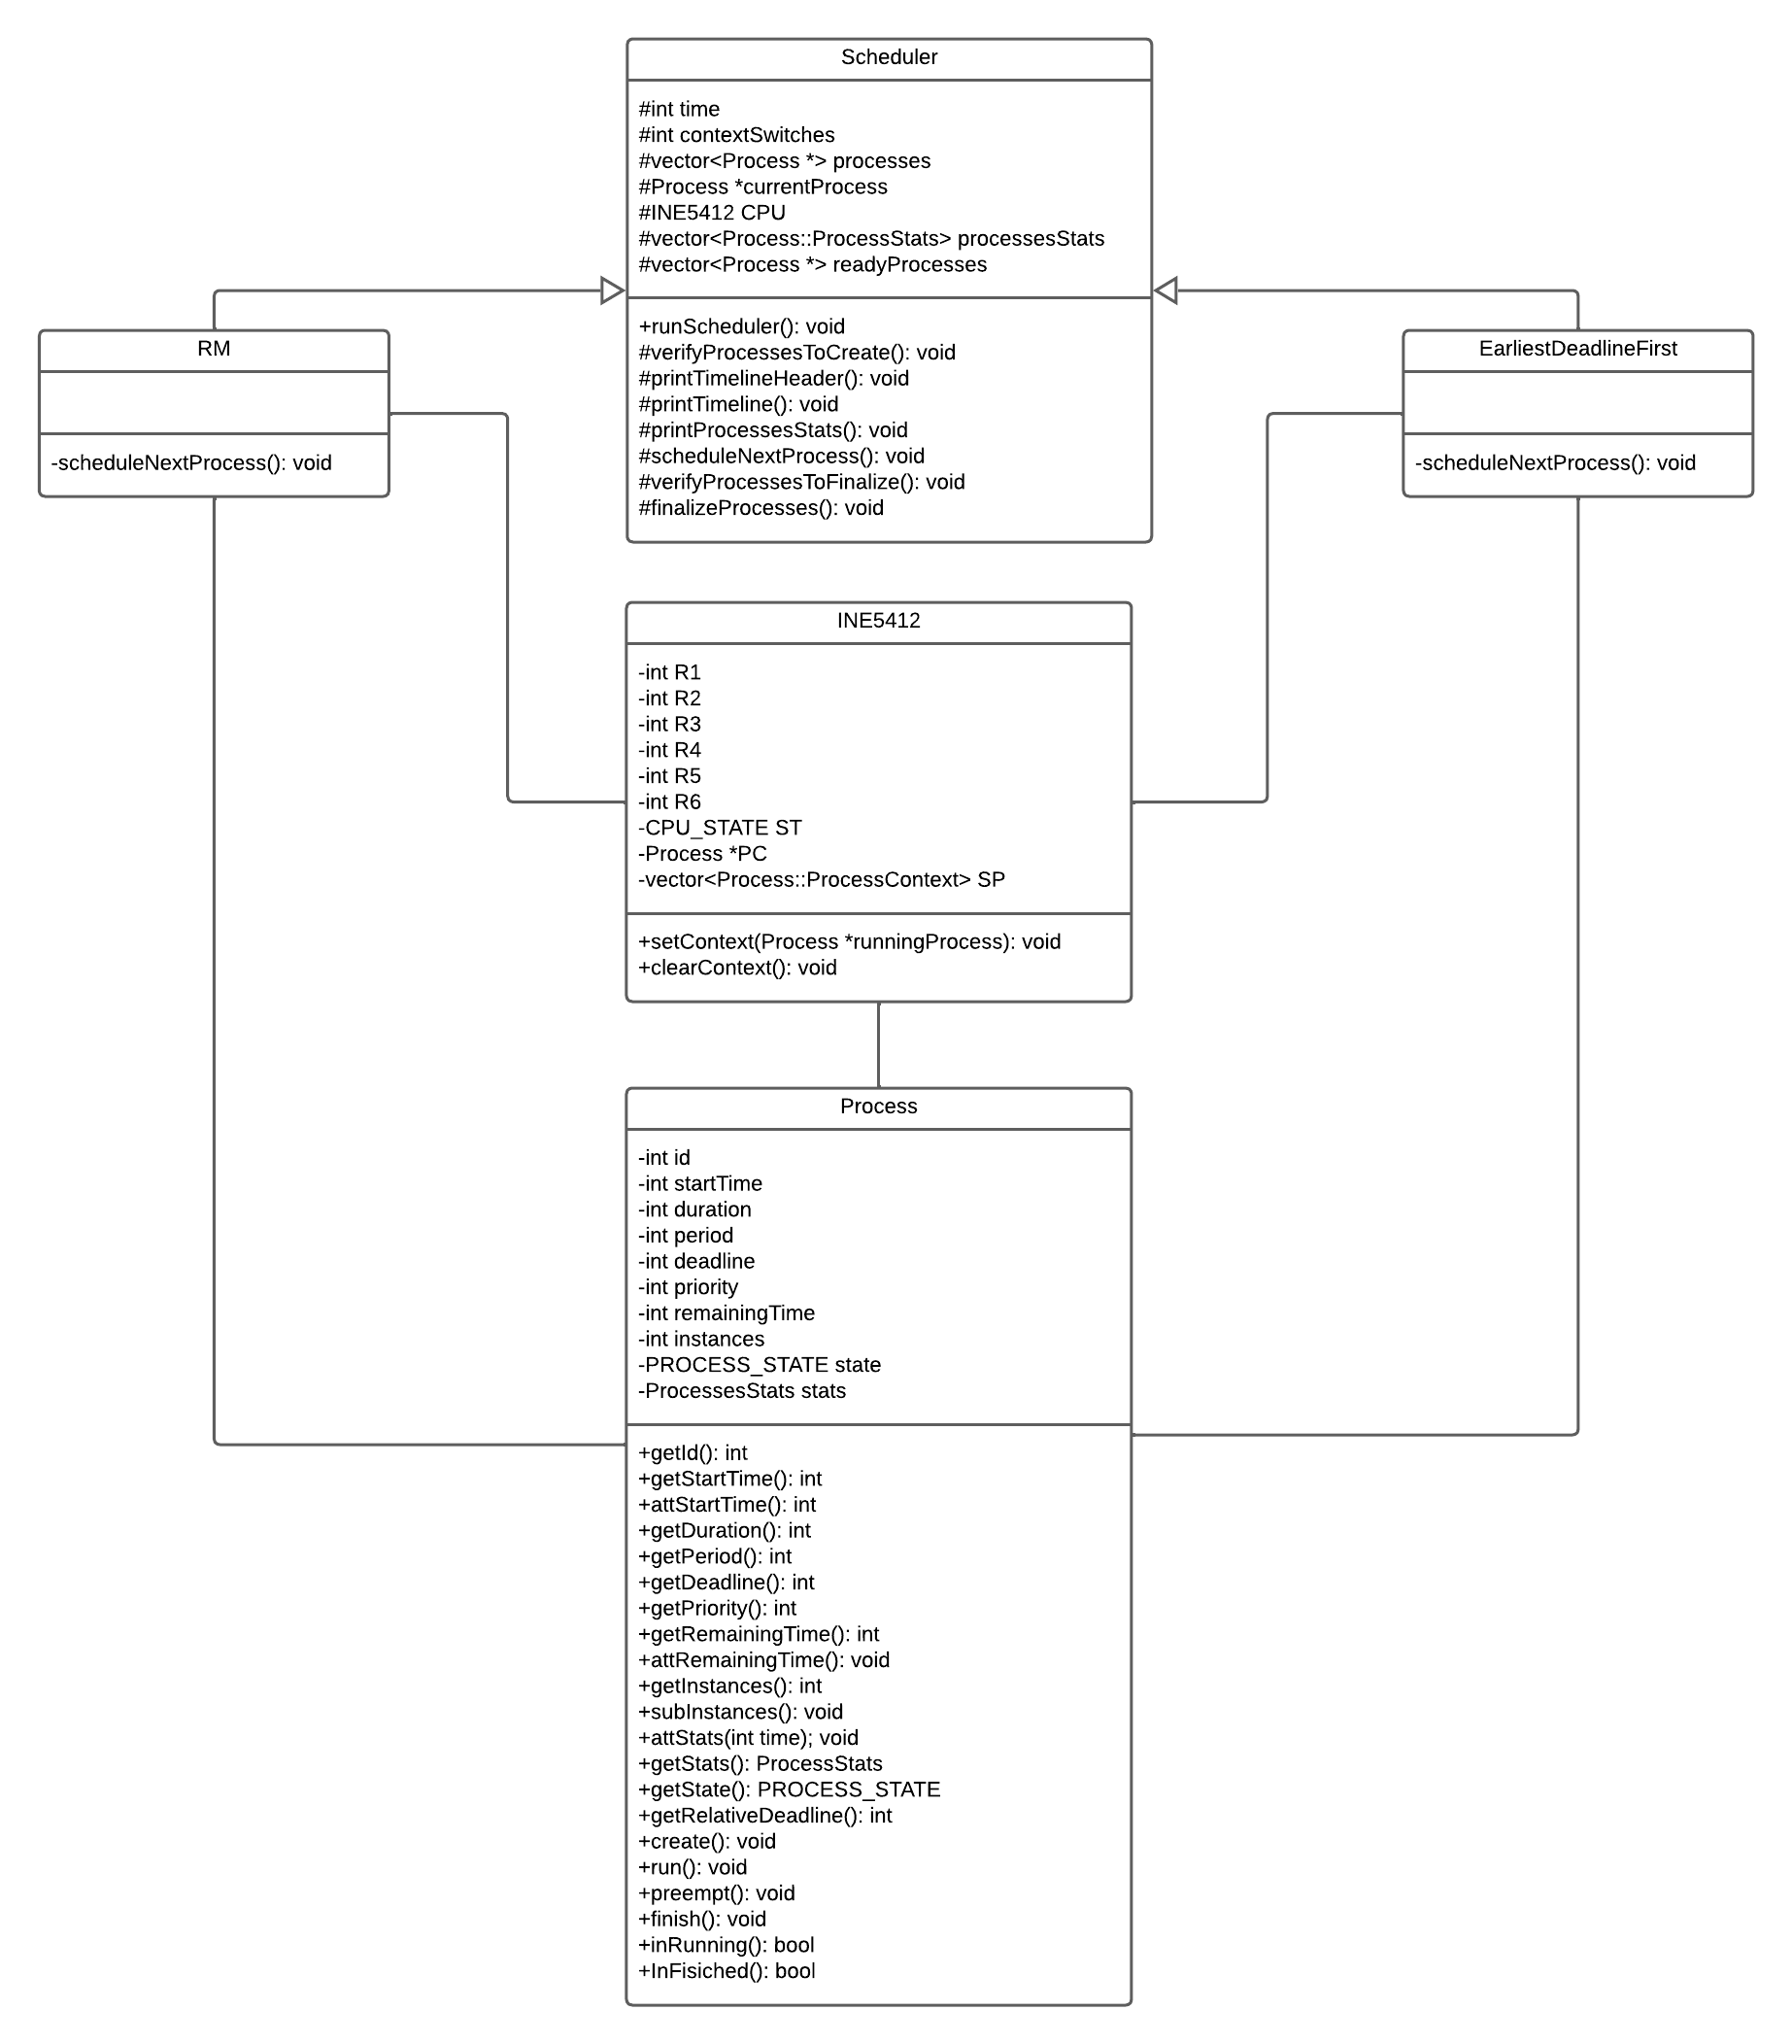 Scheduler
#int time
#int contextSwitches
#vector<Process *> processes
#Process *currentProcess
#INE5412 CPU
#vector<Process::ProcessStats> processesStats
#vector<Process *> readyProcesses
+runScheduler(): void
#verifyProcessesToCreate(): void
#printTimelineHeader(): void
#printTimeline(): void
#printProcessesStats(): void
#scheduleNextProcess(): void
#verifyProcessesToFinalize(): void
#finalizeProcesses(): void
RM
-scheduleNextProcess(): void
EarliestDeadlineFirst
-scheduleNextProcess(): void
INE5412
-int R1
-int R2
-int R3
-int R4
-int R5
-int R6
-CPU_STATE ST
-Process *PC
-vector<Process::ProcessContext> SP
+setContext(Process *runningProcess): void
+clearContext(): void
Process
-int id
-int startTime
-int duration
-int period
-int deadline
-int priority
-int remainingTime
-int instances
-PROCESS_STATE state
-ProcessesStats stats
+getId(): int
+getStartTime(): int
+attStartTime(): int
+getDuration(): int
+getPeriod(): int
+getDeadline(): int
+getPriority(): int
+getRemainingTime(): int
+attRemainingTime(): void
+getInstances(): int
+subInstances(): void
+attStats(int time); void
+getStats(): ProcessStats
+getState(): PROCESS_STATE
+getRelativeDeadline(): int
+create(): void
+run(): void
+preempt(): void
+finish(): void
+inRunning(): bool
+InFisiched(): bool